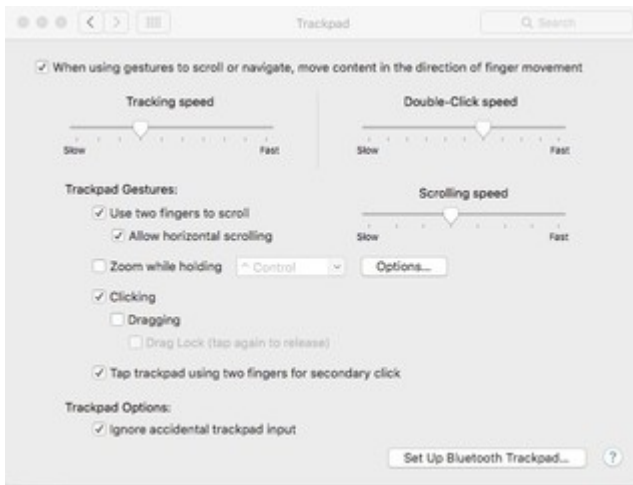 Trackpad
Search
When using gestures to scroll or navigate, move content in the direction of finger movement
Tracking speed
Double-Click speed
Slow Fast
Slow Fast
Trackpad Gestures:
Scrolling speed
Use two fingers to scroll
Allow horizontal scrolling
Slow Fast
Zoom while holding
^ Control
Options...
Clicking
Dragging
Drag Lock (tap again to release)
Tap trackpad using two fingers for secondary click
Trackpad Options:
Ignore accidental trackpad input
Set Up Bluetooth Trackpad...
?